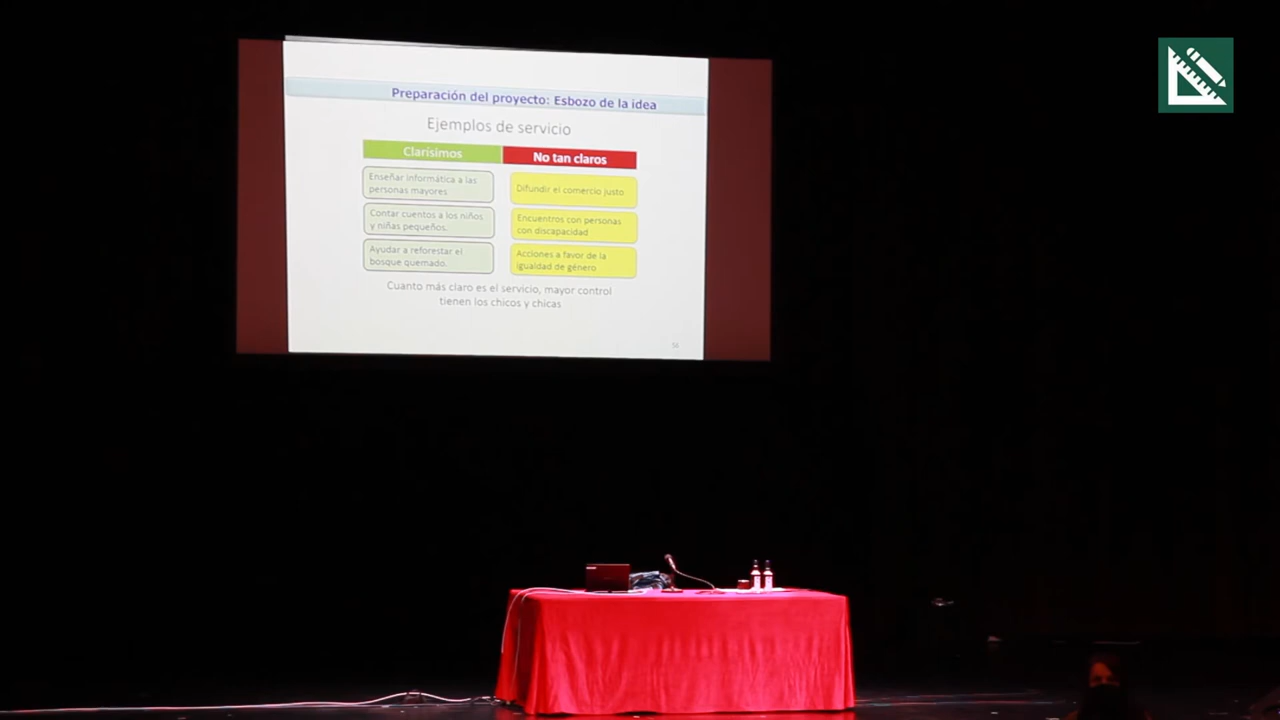 Preparación del proyecto: Esbozo de la idea
Ejemplos de servicio
Clarísimos
No tan claros
Enseñar informática a las
personas mayores
Difundir el comercio justo
Contar cuentos a los niños
y niñas pequeños.
Encuentros con personas
con discapacidad
Ayudar a reforestar el
bosque quemado.
Acciones a favor de la
igualdad de género
Cuanto más claro es el servicio, mayor control
tienen los chicos y chicas
56